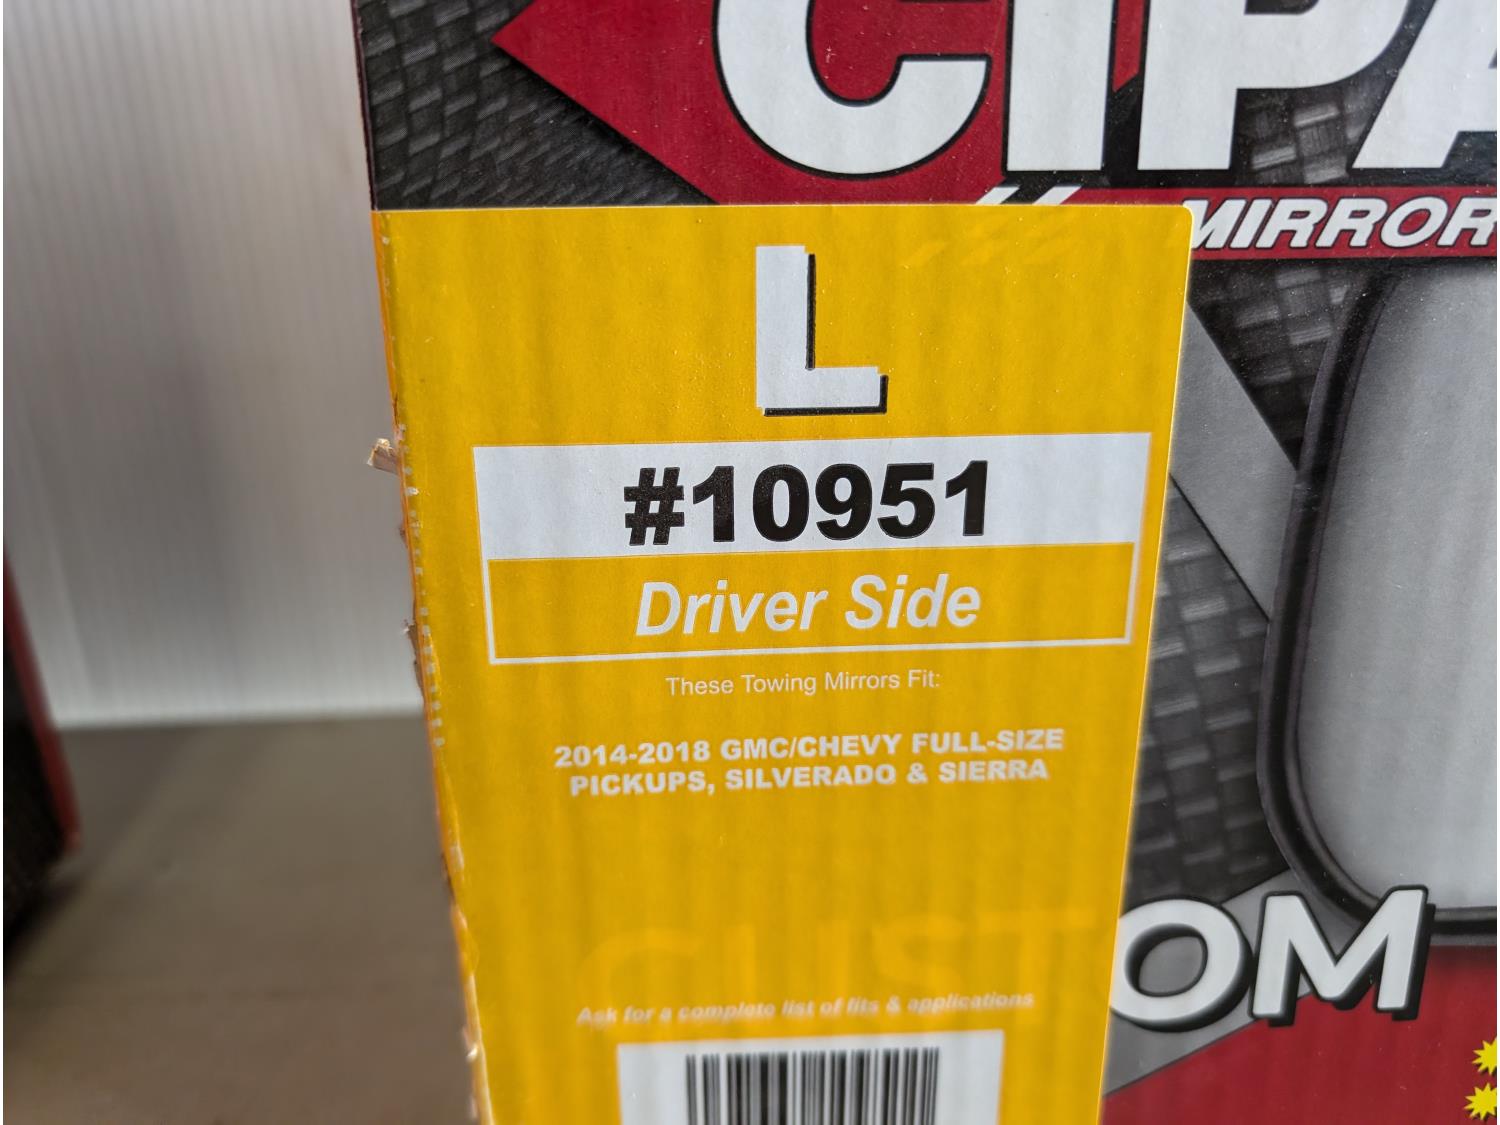 CIPA
MIRROR
L
#10951
Driver Side
These Towing Mirrors Fit:
2014-2018 GMC/CHEVY FULL-SIZE
PICKUPS, SILVERADO & SIERRA
CUSTOM
Ask for a complete list of fits & applications